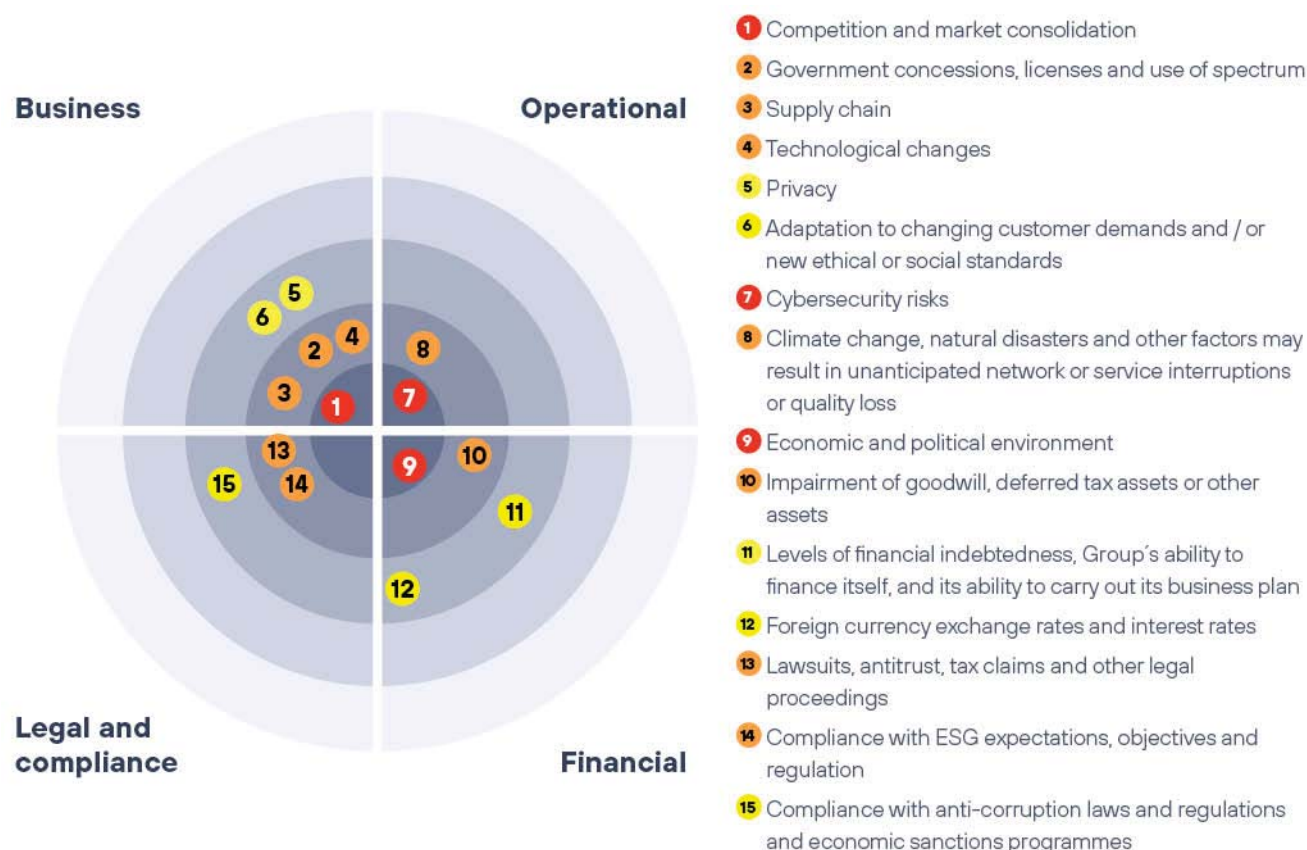 Business
Operational
5
6
4
2
8
3
7
1
13
10
9
14
15
11
12
Legal and
compliance
Financial
1 Competition and market consolidation
2 Government concessions, licenses and use of spectrum
3 Supply chain
4 Technological changes
5 Privacy
6 Adaptation to changing customer demands and / or
new ethical or social standards
7 Cybersecurity risks
8 Climate change, natural disasters and other factors may
result in unanticipated network or service interruptions
or quality loss
9 Economic and political environment
10 Impairment of goodwill, deferred tax assets or other
assets
11 Levels of financial indebtedness, Group´s ability to
finance itself, and its ability to carry out its business plan
12 Foreign currency exchange rates and interest rates
13 Lawsuits, antitrust, tax claims and other legal
proceedings
14 Compliance with ESG expectations, objectives and
regulation
15 Compliance with anti-corruption laws and regulations
and economic sanctions programmes